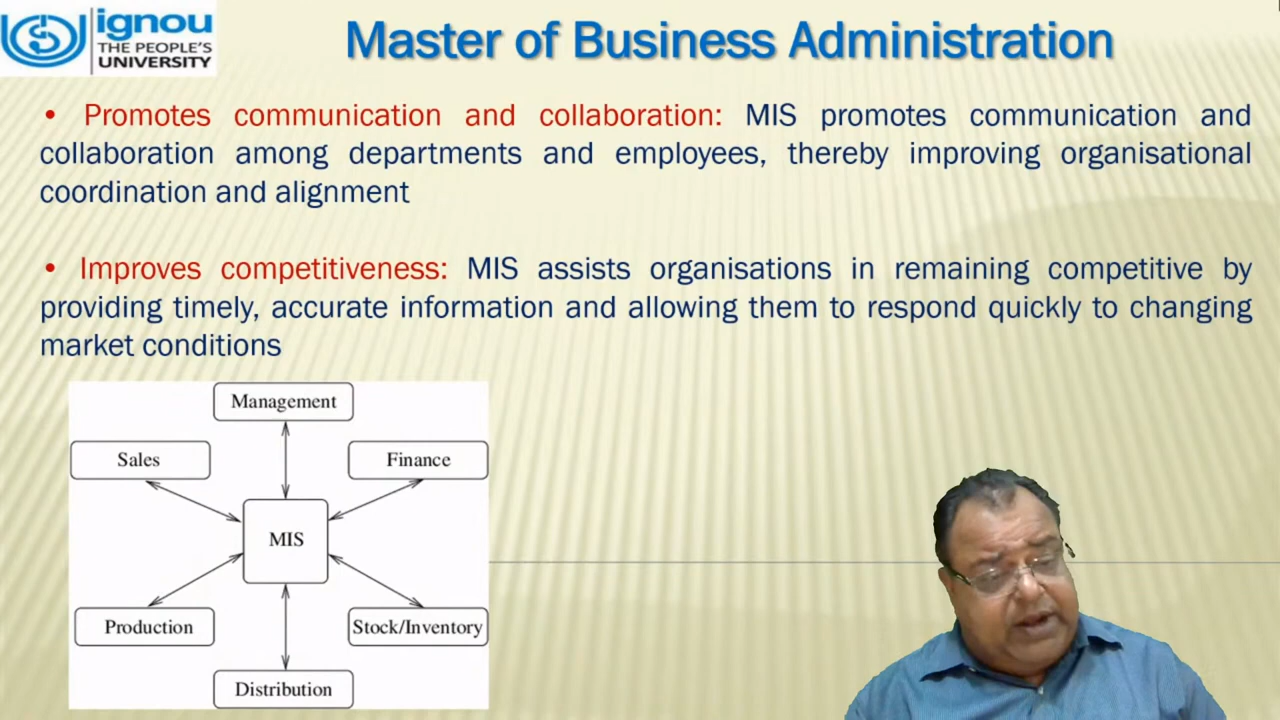 ignou
THE PEOPLE'S
UNIVERSITY
Master of Business Administration
• Promotes communication and collaboration: MIS promotes communication and
collaboration among departments and employees, thereby improving organisational
coordination and alignment
• Improves competitiveness: MIS assists organisations in remaining competitive by
providing timely, accurate information and allowing them to respond quickly to changing
market conditions
Management
Sales
Finance
MIS
Production
Stock/Inventory
Distribution